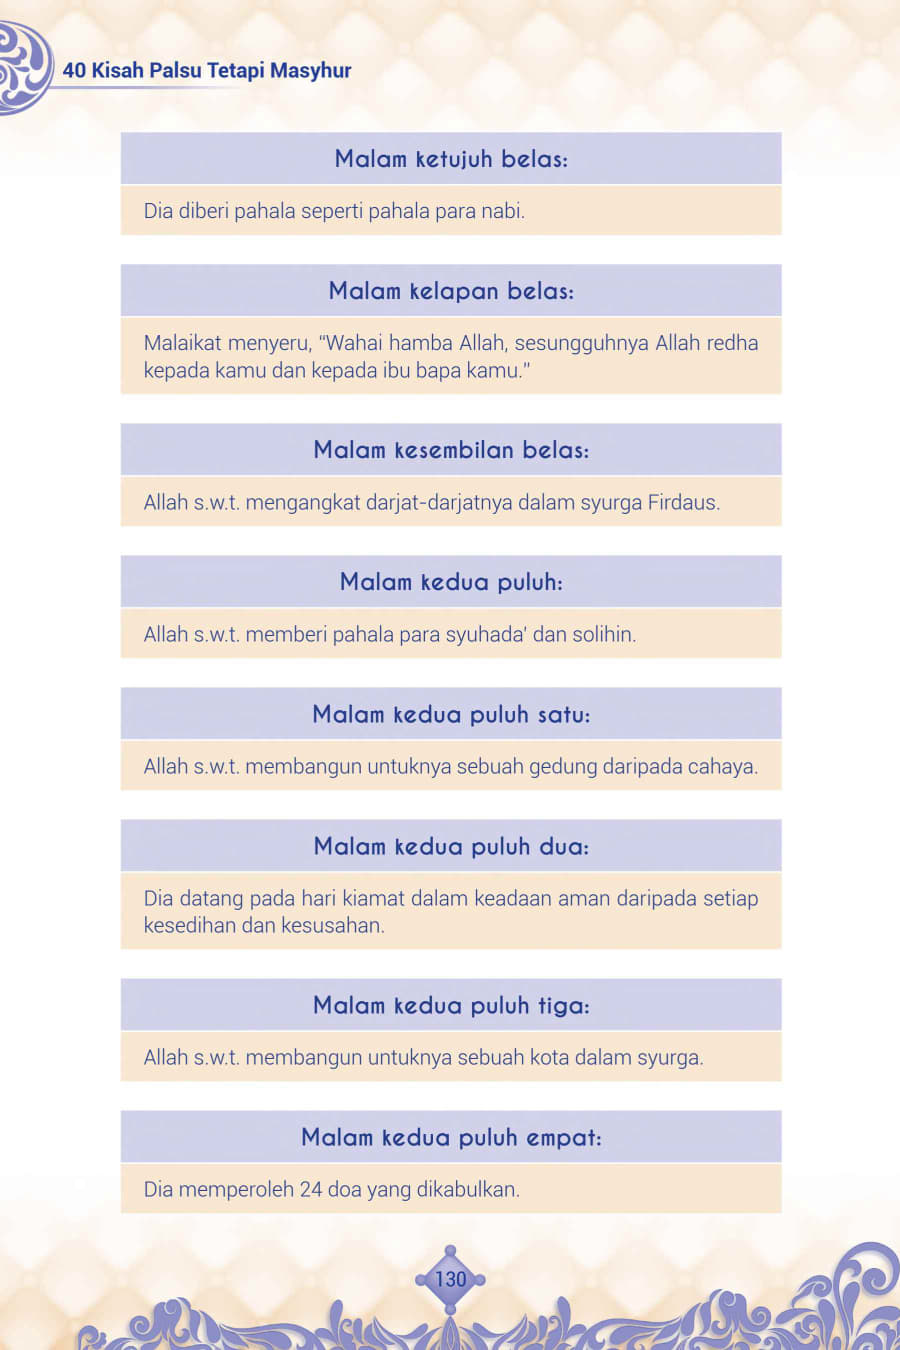 40 Kisah Palsu Tetapi Masyhur
Malam ketujuh belas:
Dia diberi pahala seperti pahala para nabi.
Malam kelapan belas:
Malaikat menyeru, “Wahai hamba Allah, sesungguhnya Allah redha
kepada kamu dan kepada ibu bapa kamu.”
Malam kesembilan belas:
Allah s.w.t. mengangkat darjat-darjatnya dalam syurga Firdaus.
Malam kedua puluh:
Allah s.w.t. memberi pahala para syuhada’ dan solihin.
Malam kedua puluh satu:
Allah s.w.t. membangun untuknya sebuah gedung daripada cahaya.
Malam kedua puluh dua:
Dia datang pada hari kiamat dalam keadaan aman daripada setiap
kesedihan dan kesusahan.
Malam kedua puluh tiga:
Allah s.w.t. membangun untuknya sebuah kota dalam syurga.
Malam kedua puluh empat:
Dia memperoleh 24 doa yang dikabulkan.
130